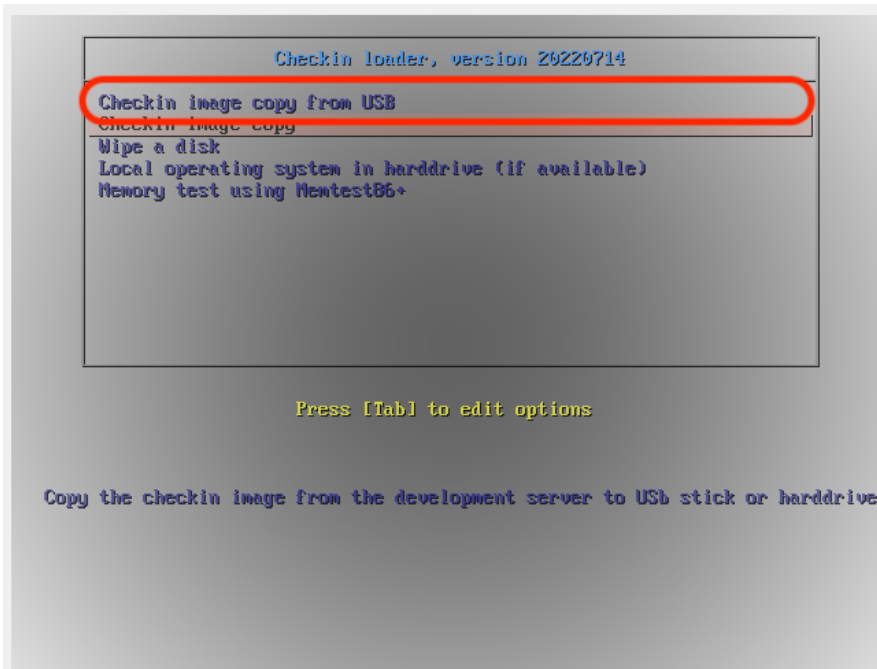 Checkin loader, version 20220714
Checkin image copy from USB
Checkin image copy
Wipe a disk
Local operating system in harddrive (if available)
Memory test using Memtest86+
Press [Tab] to edit options
Copy the checkin image from the development server to USb stick or harddrive